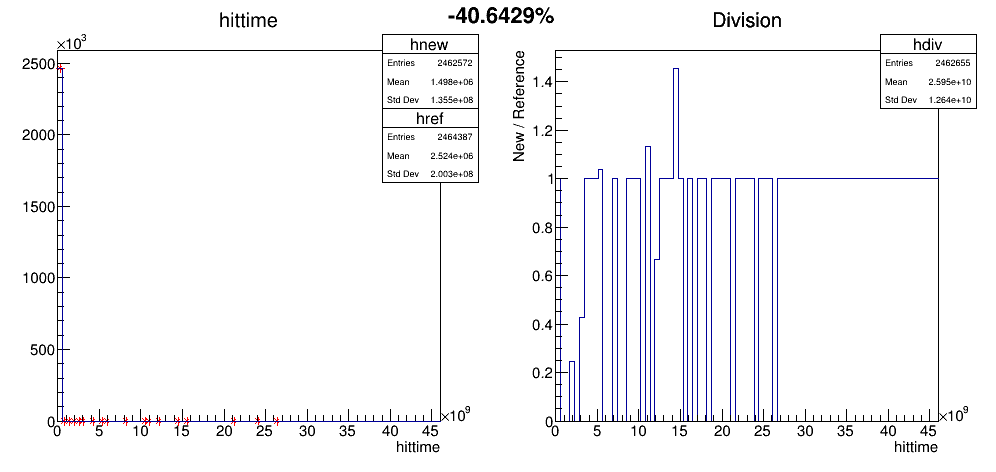 -40.6429%
hittime
×10³
2500
2000
1500
1000
500
0
0 5 10 15 20 25 30 35 40 45
×10⁹
hittime
hnew
Entries 2462572
Mean 1.498e+06
Std Dev 1.355e+08
href
Entries 2464387
Mean 2.524e+06
Std Dev 2.003e+08
Division
New / Reference
1.4
1.2
1
0.8
0.6
0.4
0.2
0
0 5 10 15 20 25 30 35 40 45
×10⁹
hittime
hdiv
Entries 2462655
Mean 2.595e+10
Std Dev 1.264e+10